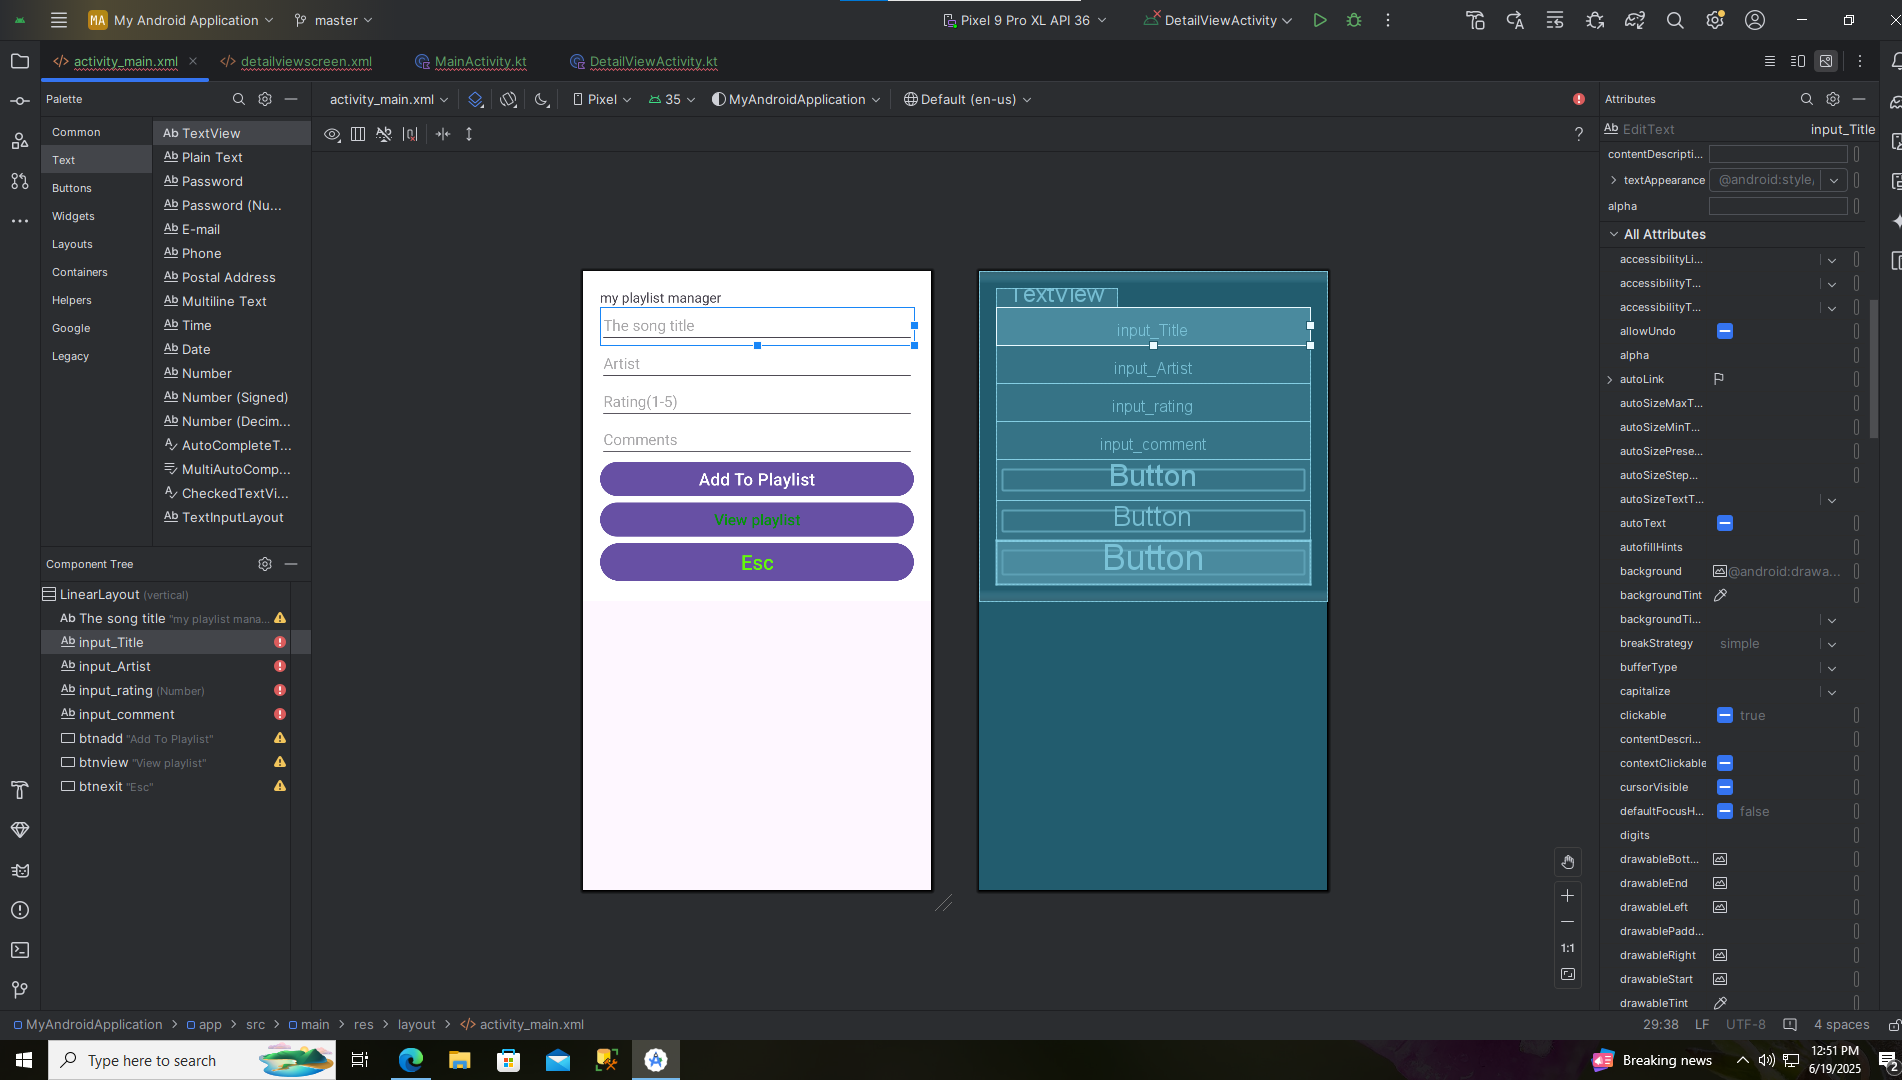 MA My Android Application
master
Pixel 9 Pro XL API 36
DetailViewActivity
activity_main.xml
detailviewscreen.xml
MainActivity.kt
DetailViewActivity.kt
Palette
activity_main.xml
Pixel
35
MyAndroidApplication
Default (en-us)
Attributes
Common
Text
Buttons
Widgets
Layouts
Containers
Helpers
Google
Legacy
Ab TextView
Ab Plain Text
Ab Password
Ab Password (Nu...
Ab E-mail
Ab Phone
Ab Postal Address
Ab Multiline Text
Ab Time
Ab Date
Ab Number
Ab Number (Signed)
Ab Number (Decim...
AutoCompleteT...
MultiAutoComp...
CheckedTextVi...
Ab TextInputLayout
?
my playlist manager
The song title
Artist
Rating(1-5)
Comments
Add To Playlist
View playlist
Esc
TextView
input_Title
input_Artist
input_rating
input_comment
Button
Button
Button
Component Tree
LinearLayout (vertical)
Ab The song title "my playlist mana...
Ab input_Title
Ab input_Artist
Ab input_rating (Number)
Ab input_comment
btnadd "Add To Playlist"
btnview "View playlist"
btnexit "Esc"
Ab EditText input_Title
contentDescripti...
textAppearance @android:style,
alpha
All Attributes
accessibilityLi...
accessibilityT...
accessibilityT...
allowUndo
alpha
autoLink
autoSizeMaxT...
autoSizeMinT...
autoSizePrese...
autoSizeStep...
autoSizeTextT...
autoText
autofillHints
background @android:drawa...
backgroundTint
backgroundTi...
breakStrategy simple
bufferType
capitalize
clickable true
contentDescri...
contextClickable
cursorVisible
defaultFocusH... false
digits
drawableBott...
drawableEnd
drawableLeft
drawablePadd...
drawableRight
drawableStart
drawableTint
1:1
MyAndroidApplication > app > src > main > res > layout > activity_main.xml
29:38 LF UTF-8 4 spaces
Type here to search
Breaking news
12:51 PM
6/19/2025
2